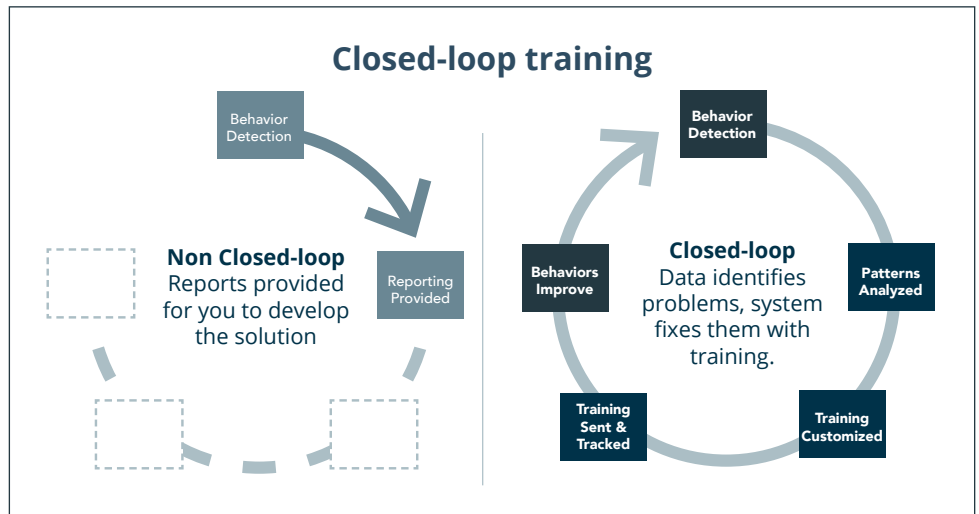 Closed-loop training
Behavior
Detection
Non Closed-loop
Reports provided
for you to develop
the solution
Reporting
Provided
Behavior
Detection
Closed-loop
Data identifies
problems, system
fixes them with
training.
Patterns
Analyzed
Training
Customized
Training
Sent &
Tracked
Behaviors
Improve